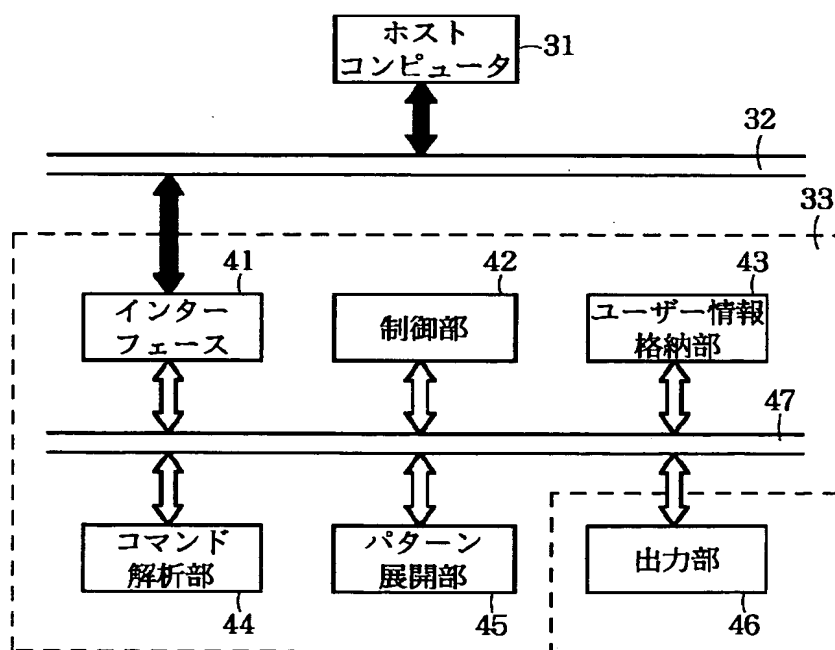 ホスト
コンピュータ
31
32
33
41
42
43
インター
フェース
制御部
ユーザー情報
格納部
47
コマンド
解析部
パターン
展開部
出力部
44
45
46